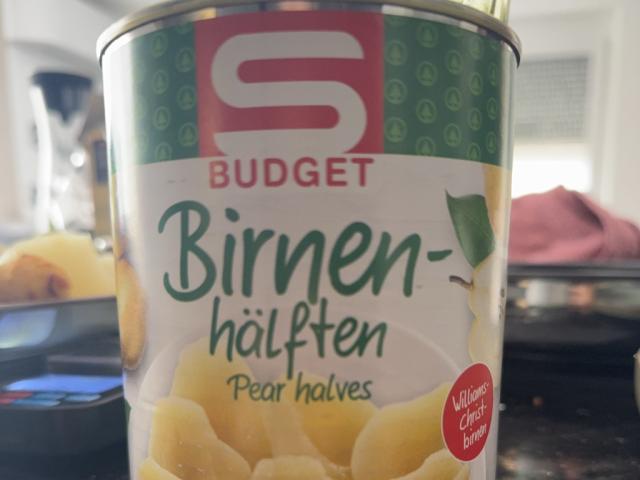 S
BUDGET
Birnen-
hälften
Pear halves
Williams-
Christ-
birnen